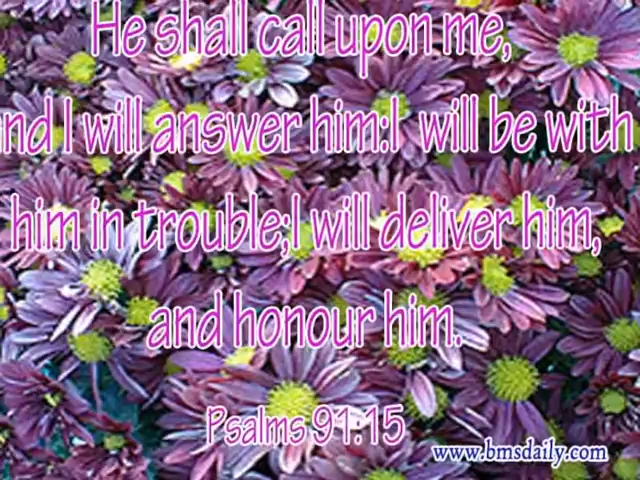 He shall call upon me,
nd I will answer him:I will be with
him in trouble;I will deliver him,
and honour him.
Psalms 91:15
www.bmsdaily.com